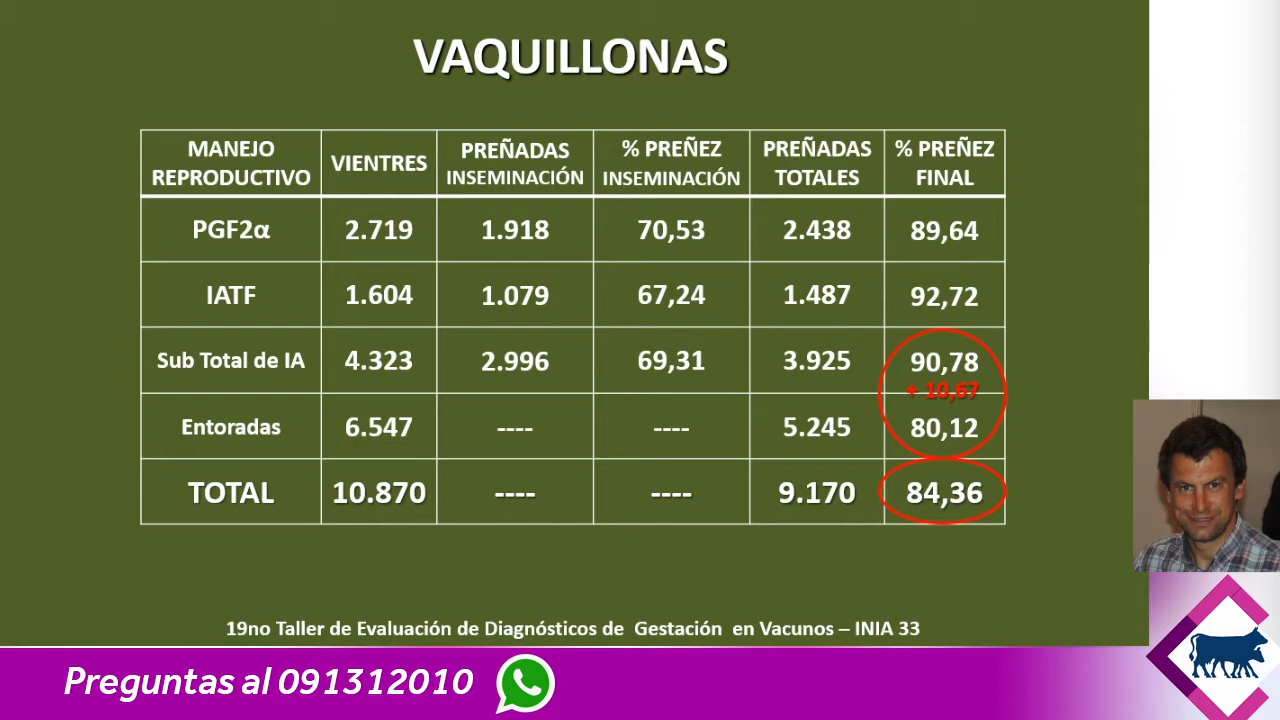 VAQUILLONAS
MANEJO REPRODUCTIVO VIENTRES PREÑADAS INSEMINACIÓN % PREÑEZ INSEMINACIÓN PREÑADAS TOTALES % PREÑEZ FINAL
PGF2α 2.719 1.918 70,53 2.438 89,64
IATF 1.604 1.079 67,24 1.487 92,72
Sub Total de IA 4.323 2.996 69,31 3.925 90,78
+ 10,67
Entoradas 6.547 ---- ---- 5.245 80,12
TOTAL 10.870 ---- ---- 9.170 84,36
19no Taller de Evaluación de Diagnósticos de Gestación en Vacunos – INIA 33
Preguntas al 091312010